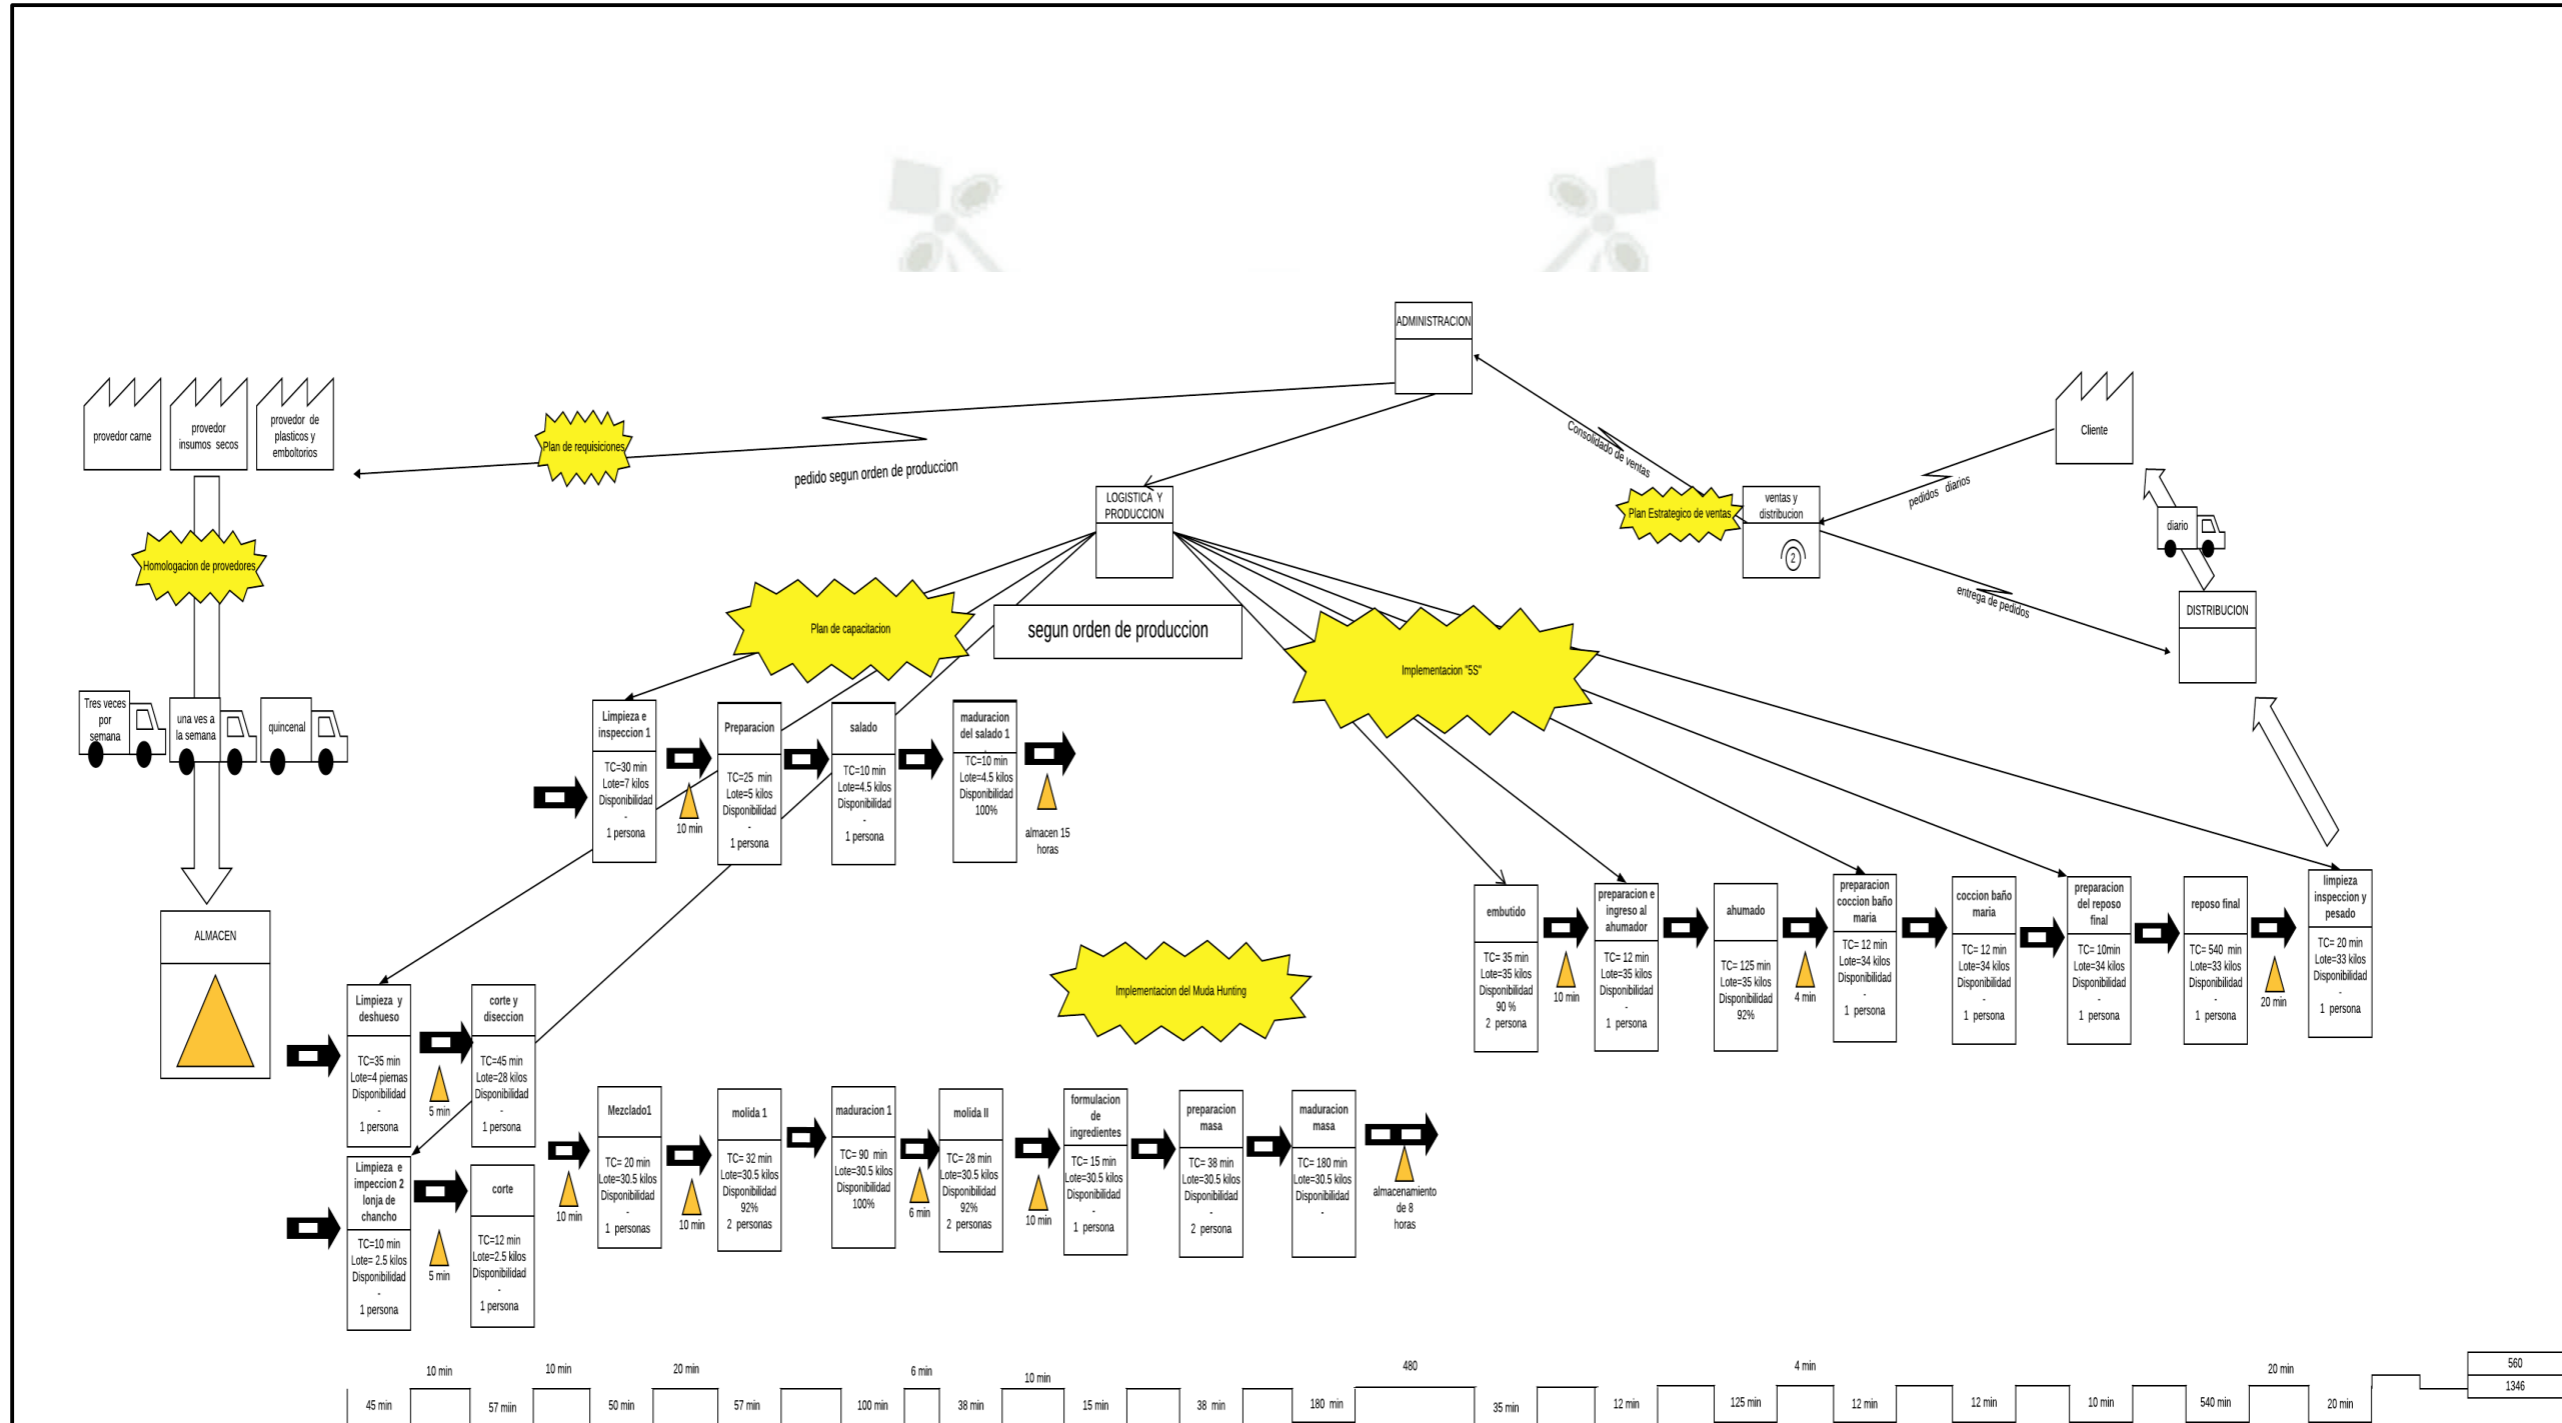 ADMINISTRACION
provedor carne
provedor
insumos secos
provedor de
plasticos y
emboltorios
Plan de requisiciones
pedido segun orden de produccion
Consolidado de ventas
Cliente
pedidos diarios
LOGISTICA Y
PRODUCCION
Plan Estrategico de ventas
ventas y
distribucion
2
diario
Homologacion de provedores
entrega de pedidos
DISTRIBUCION
Plan de capacitacion
segun orden de produccion
Implementacion "5S"
Tres veces
por
semana
una ves a
la semana
quincenal
Limpieza e
inspeccion 1
TC=30 min
Lote=7 kilos
Disponibilidad
-
1 persona
10 min
Preparacion
TC=25 min
Lote=5 kilos
Disponibilidad
-
1 persona
salado
TC=10 min
Lote=4.5 kilos
Disponibilidad
-
1 persona
maduracion
del salado 1
TC=10 min
Lote=4.5 kilos
Disponibilidad
100%
almacen 15
horas
ALMACEN
Implementacion del Muda Hunting
embutido
TC= 35 min
Lote=35 kilos
Disponibilidad
90 %
2 persona
10 min
preparacion e
ingreso al
ahumador
TC= 12 min
Lote=35 kilos
Disponibilidad
-
1 persona
ahumado
TC= 125 min
Lote=35 kilos
Disponibilidad
92%
4 min
preparacion
coccion baño
maria
TC= 12 min
Lote=34 kilos
Disponibilidad
-
1 persona
coccion baño
maria
TC= 12 min
Lote=34 kilos
Disponibilidad
-
1 persona
preparacion
del reposo
final
TC= 10min
Lote=34 kilos
Disponibilidad
-
1 persona
reposo final
TC= 540 min
Lote=33 kilos
Disponibilidad
-
1 persona
20 min
limpieza
inspeccion y
pesado
TC= 20 min
Lote=33 kilos
Disponibilidad
-
1 persona
Limpieza y
deshueso
TC=35 min
Lote=4 piernas
Disponibilidad
-
1 persona
5 min
corte y
diseccion
TC=45 min
Lote=28 kilos
Disponibilidad
-
1 persona
Limpieza e
impeccion 2
lonja de
chancho
TC=10 min
Lote= 2.5 kilos
Disponibilidad
-
1 persona
5 min
corte
TC=12 min
Lote=2.5 kilos
Disponibilidad
-
1 persona
10 min
Mezclado1
TC= 20 min
Lote=30.5 kilos
Disponibilidad
-
1 personas
10 min
molida 1
TC= 32 min
Lote=30.5 kilos
Disponibilidad
92%
2 personas
maduracion 1
TC= 90 min
Lote=30.5 kilos
Disponibilidad
100%
6 min
molida II
TC= 28 min
Lote=30.5 kilos
Disponibilidad
92%
2 personas
10 min
formulacion
de
ingredientes
TC= 15 min
Lote=30.5 kilos
Disponibilidad
-
1 persona
preparacion
masa
TC= 38 min
Lote=30.5 kilos
Disponibilidad
-
2 persona
maduracion
masa
TC= 180 min
Lote=30.5 kilos
Disponibilidad
-
almacenamiento
de 8
horas
10 min
10 min
20 min
6 min
10 min
480
4 min
20 min
560
1346
45 min
57 miin
50 min
57 min
100 min
38 min
15 min
38 min
180 min
35 min
12 min
125 min
12 min
12 min
10 min
540 min
20 min